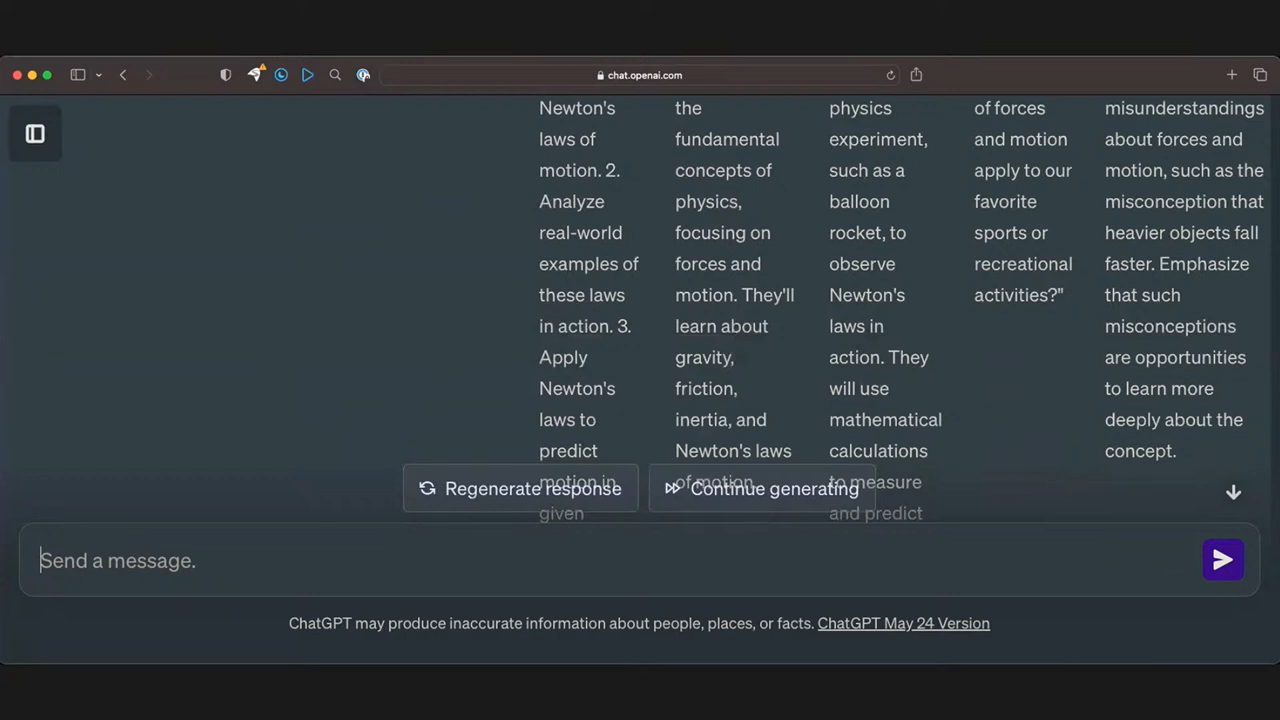 chat.openai.com
Newton's
laws of
motion. 2.
Analyze
real-world
examples of
these laws
in action. 3.
Apply
Newton's
laws to
predict
motion in
given
the
fundamental
concepts of
physics,
focusing on
forces and
motion. They'll
learn about
gravity,
friction,
inertia, and
Newton's laws
of motion.
physics
experiment,
such as a
balloon
rocket, to
observe
Newton's
laws in
action. They
will use
mathematical
calculations
to measure
and predict
of forces
and motion
apply to our
favorite
sports or
recreational
activities?"
misunderstandings
about forces and
motion, such as the
misconception that
heavier objects fall
faster. Emphasize
that such
misconceptions
are opportunities
to learn more
deeply about the
concept.
Regenerate response
Continue generating
Send a message.
ChatGPT may produce inaccurate information about people, places, or facts. ChatGPT May 24 Version